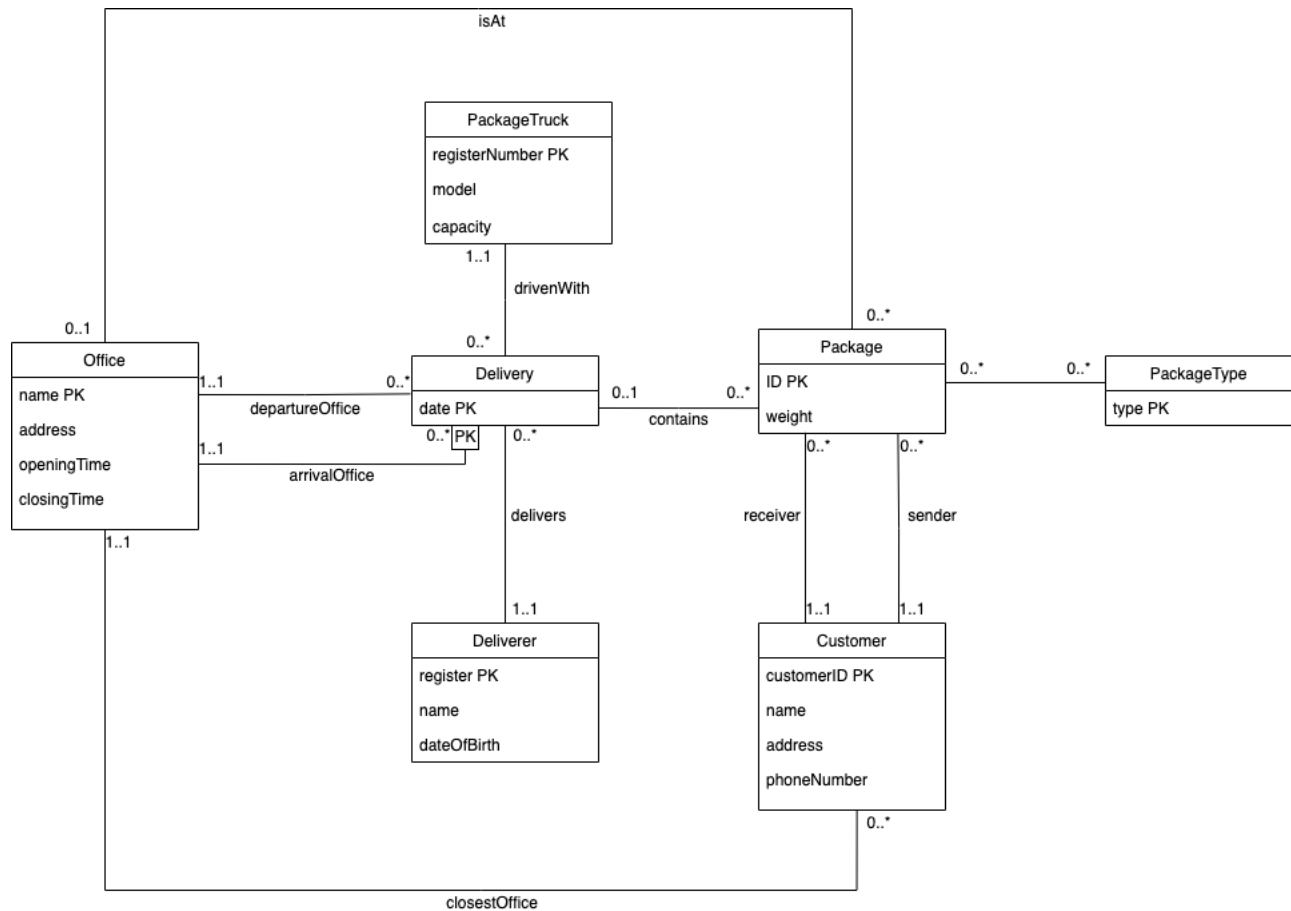 isAt
PackageTruck
registerNumber PK
model
capacity
1..1
drivenWith
0..1
0..*
0..*
Office
name PK
address
openingTime
closingTime
1..1
1..1
departureOffice
0..*
1..1
arrivalOffice
Delivery
date PK
0..*
PK
0..*
0..1
contains
0..*
Package
ID PK
weight
0..*
0..*
0..*
0..*
PackageType
type PK
delivers
receiver
sender
1..1
1..1
1..1
Deliverer
register PK
name
dateOfBirth
Customer
customerID PK
name
address
phoneNumber
0..*
closestOffice